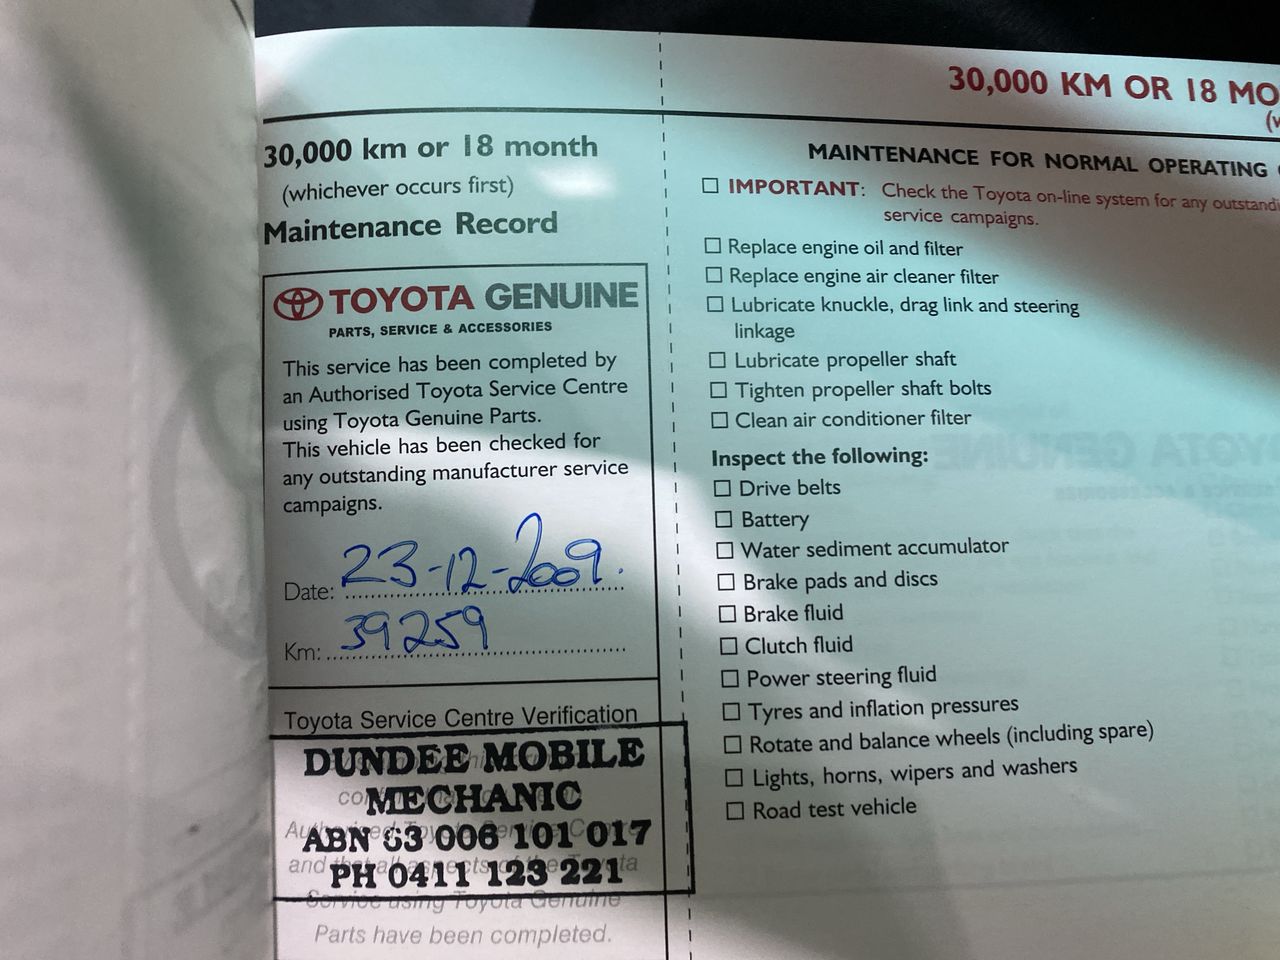 30,000 km or 18 month
(whichever occurs first)
Maintenance Record
TOYOTA GENUINE
PARTS, SERVICE & ACCESSORIES
This service has been completed by
an Authorised Toyota Service Centre
using Toyota Genuine Parts.
This vehicle has been checked for
any outstanding manufacturer service
campaigns.
Date: 23-12-2009.
Km: 39259
Toyota Service Centre Verification
DUNDEE MOBILE
MECHANIC
ABN 63 006 101 017
PH 0411 123 221
Service using Toyota Genuine
Parts have been completed.
30,000 KM OR 18 MO
MAINTENANCE FOR NORMAL OPERATING
☐ IMPORTANT: Check the Toyota on-line system for any outstandi
service campaigns.
☐ Replace engine oil and filter
☐ Replace engine air cleaner filter
☐ Lubricate knuckle, drag link and steering
linkage
☐ Lubricate propeller shaft
☐ Tighten propeller shaft bolts
☐ Clean air conditioner filter
Inspect the following:
☐ Drive belts
☐ Battery
☐ Water sediment accumulator
☐ Brake pads and discs
☐ Brake fluid
☐ Clutch fluid
☐ Power steering fluid
☐ Tyres and inflation pressures
☐ Rotate and balance wheels (including spare)
☐ Lights, horns, wipers and washers
☐ Road test vehicle